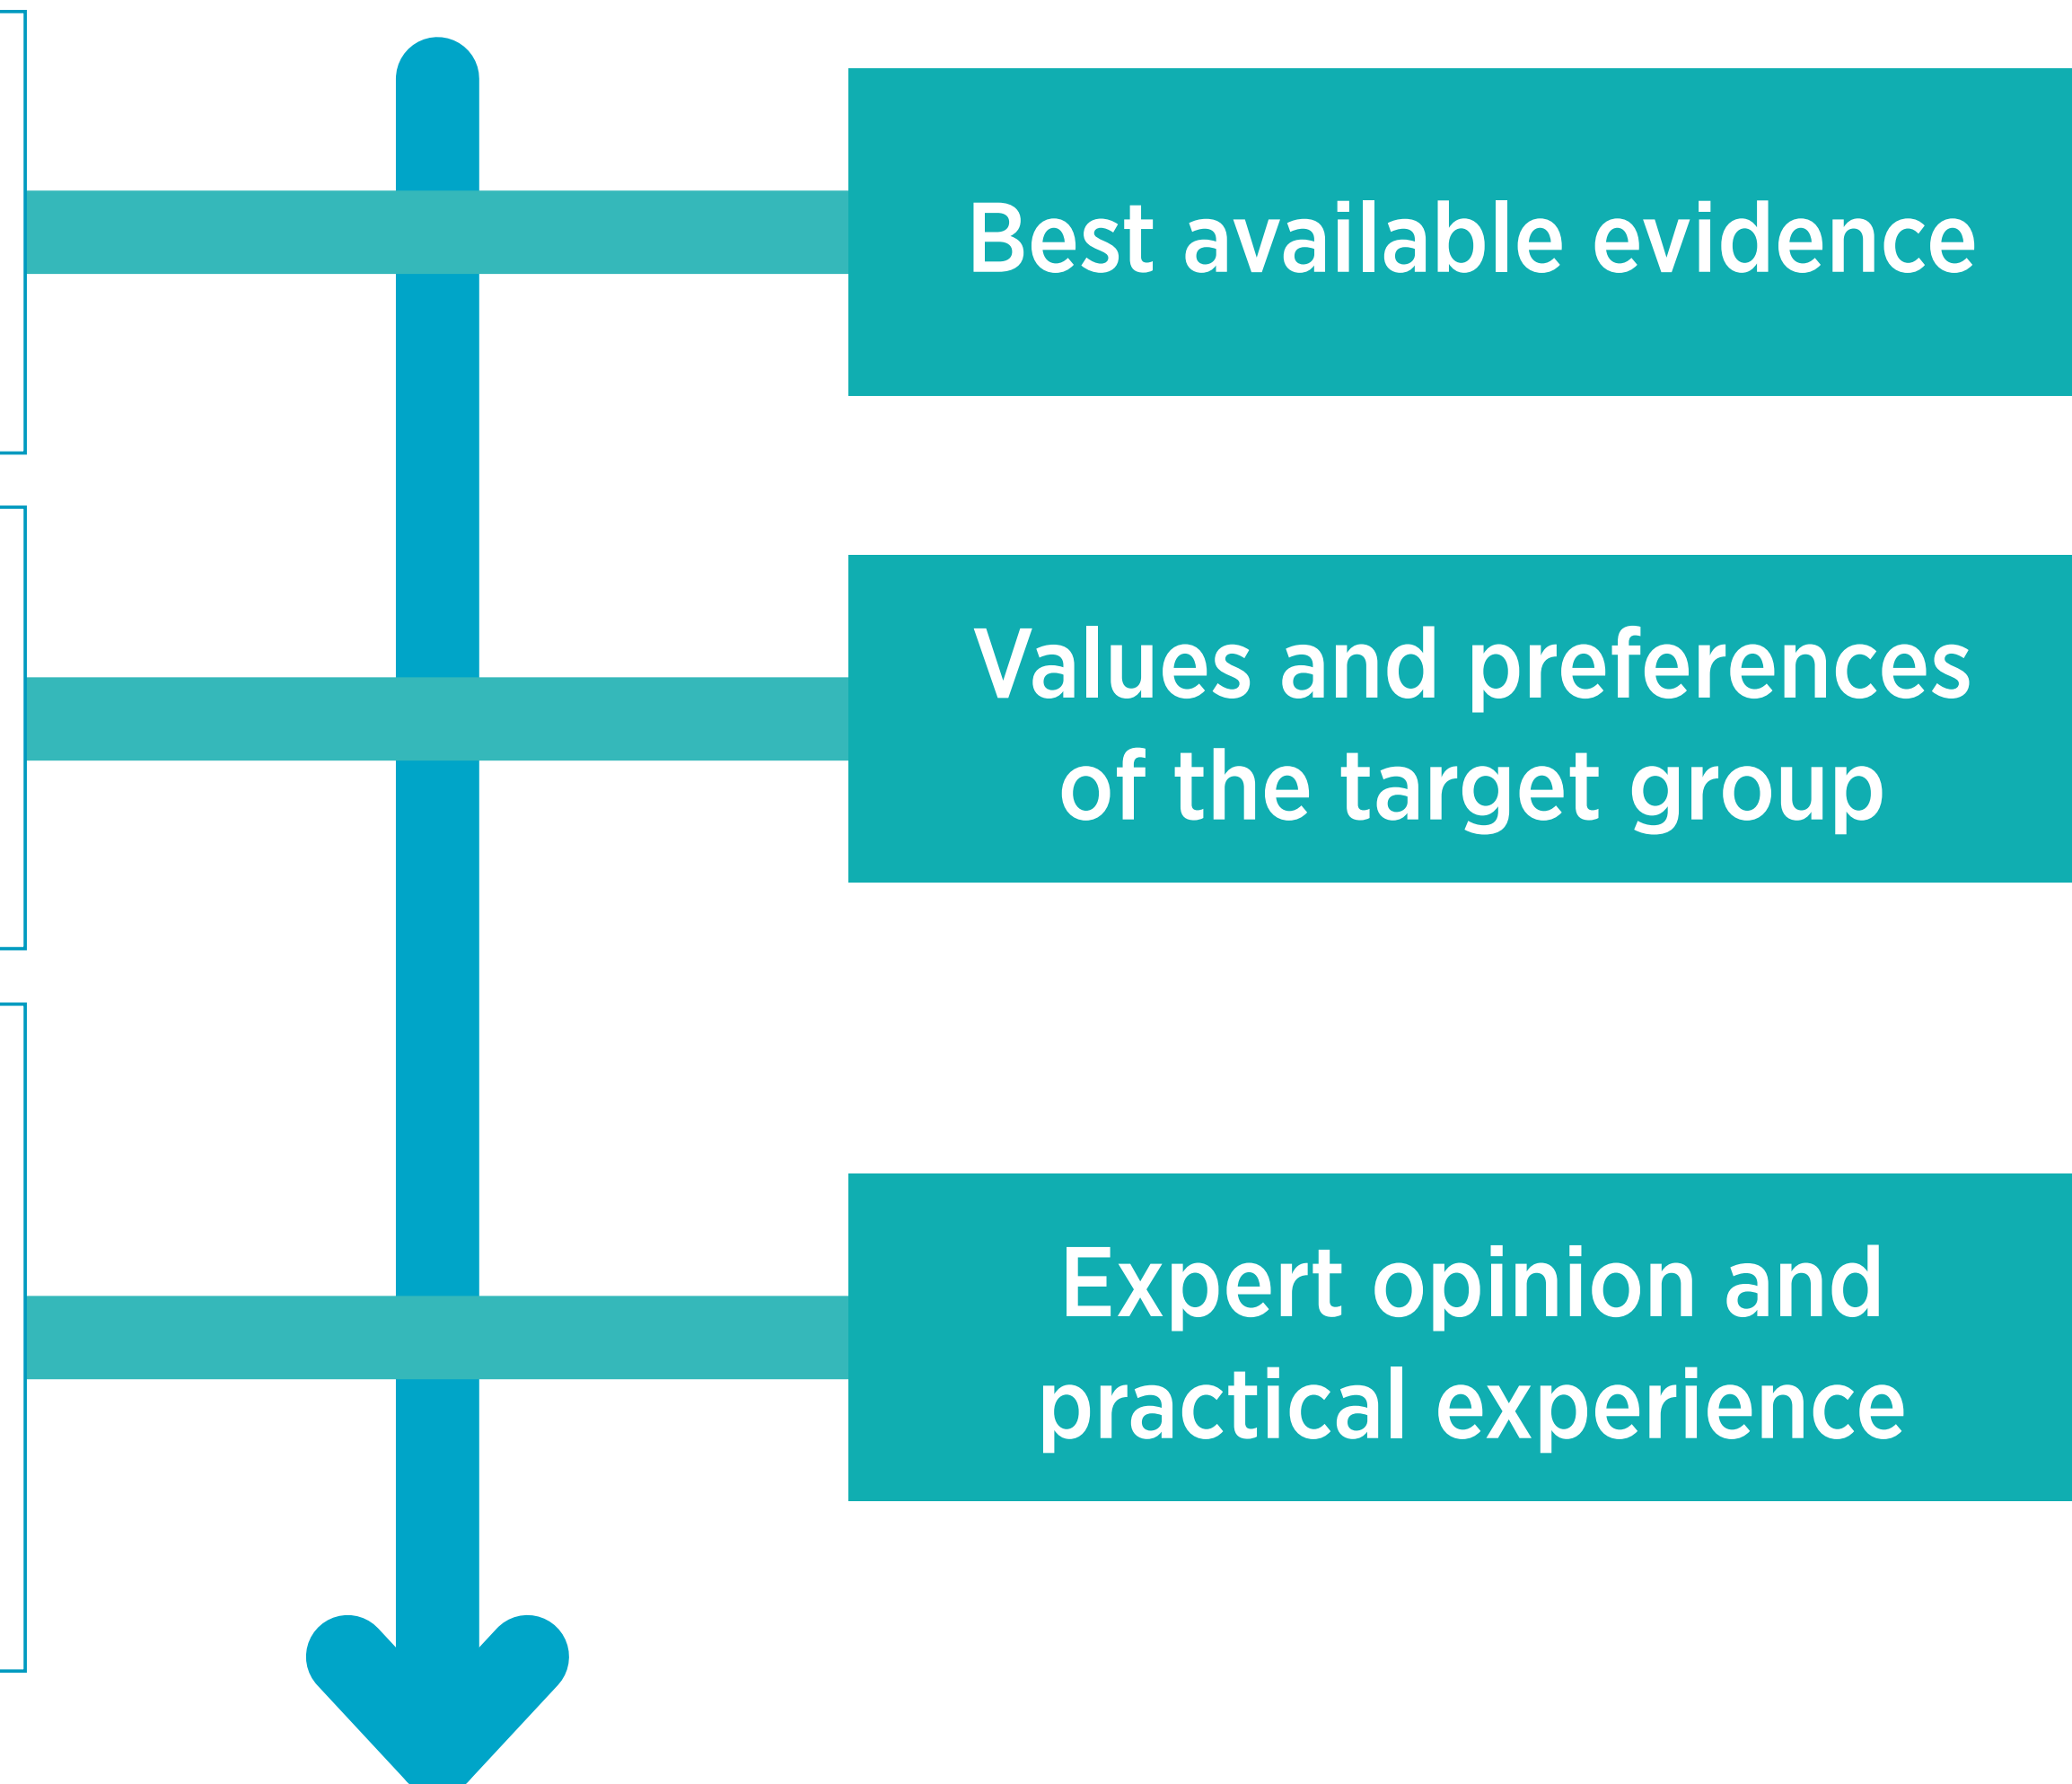 Best available evidence
Values and preferences
of the target group
Expert opinion and
practical experience